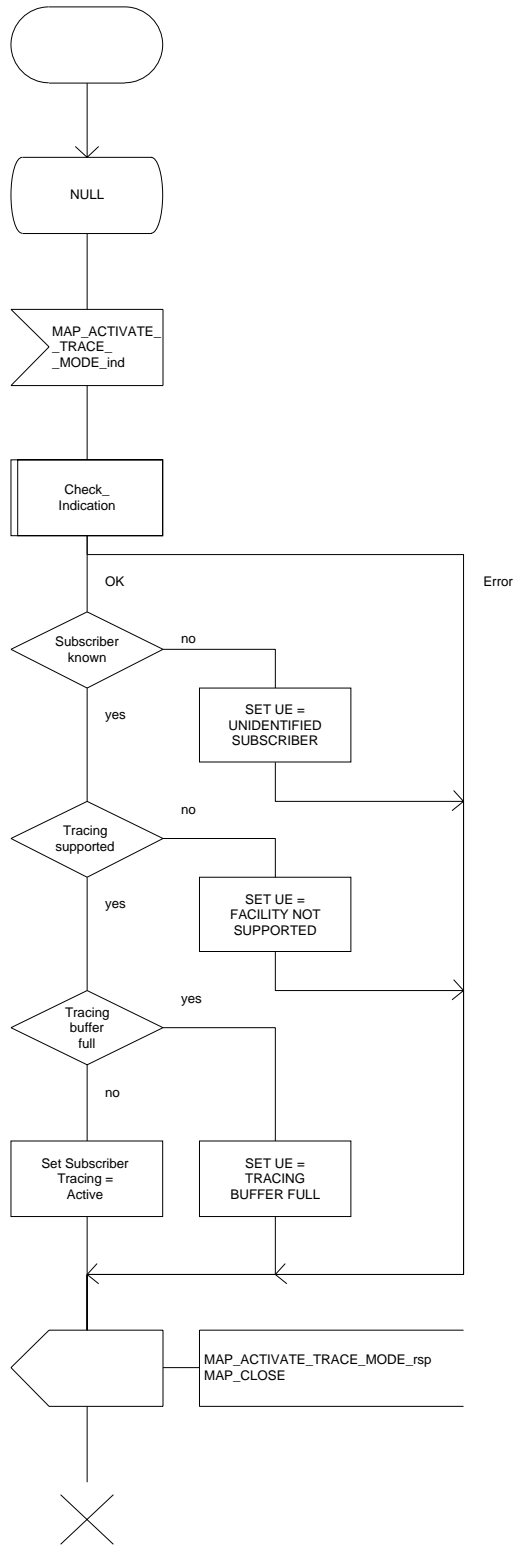 NULL
MAP_ACTIVATE_
_TRACE_
_MODE_ind
Check_
Indication
OK
Error
Subscriber
known
no
yes
SET UE =
UNIDENTIFIED
SUBSCRIBER
Tracing
supported
no
yes
SET UE =
FACILITY NOT
SUPPORTED
Tracing
buffer
full
yes
no
Set Subscriber
Tracing =
Active
SET UE =
TRACING
BUFFER FULL
MAP_ACTIVATE_TRACE_MODE_rsp
MAP_CLOSE